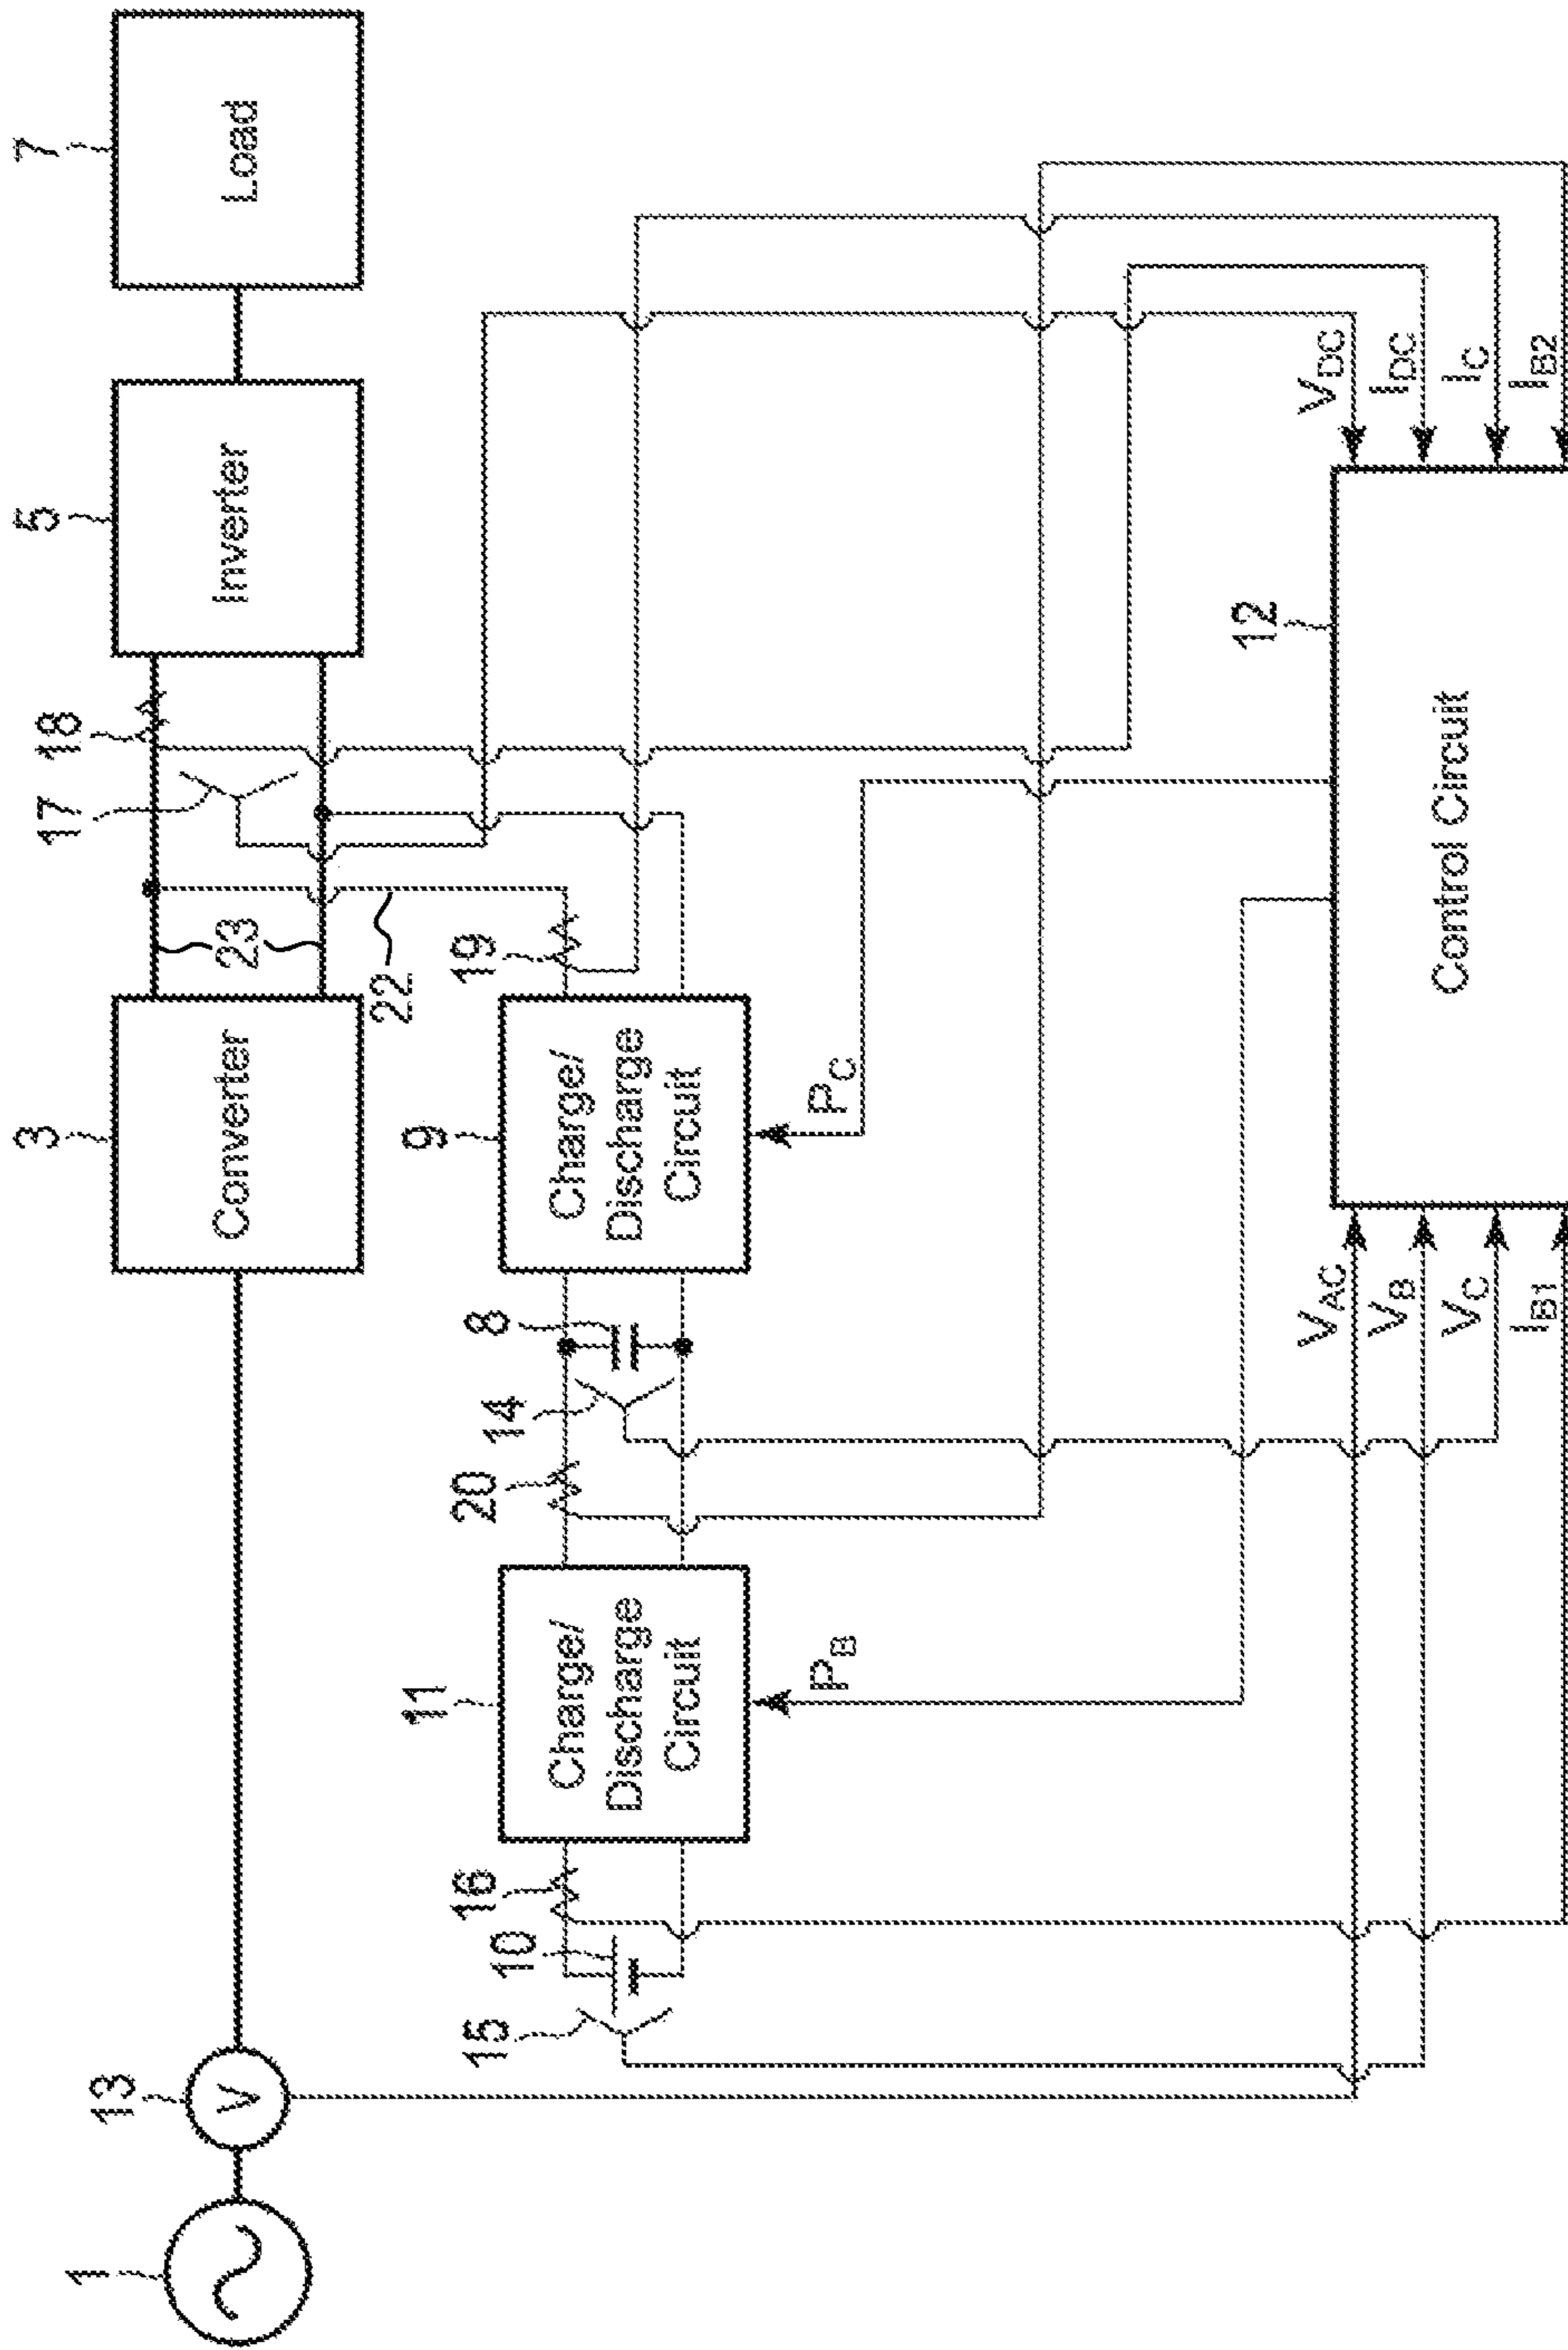 1
13
V
3
Converter
23
22
17
18
5
Inverter
7
Load
15
10
16
11
Charge/
Discharge
Circuit
20
14
8
9
Charge/
Discharge
Circuit
19
P_B
P_C
12
Control Circuit
V_AC
V_B
V_C
I_B1
V_DC
I_DC
I_C
I_B2